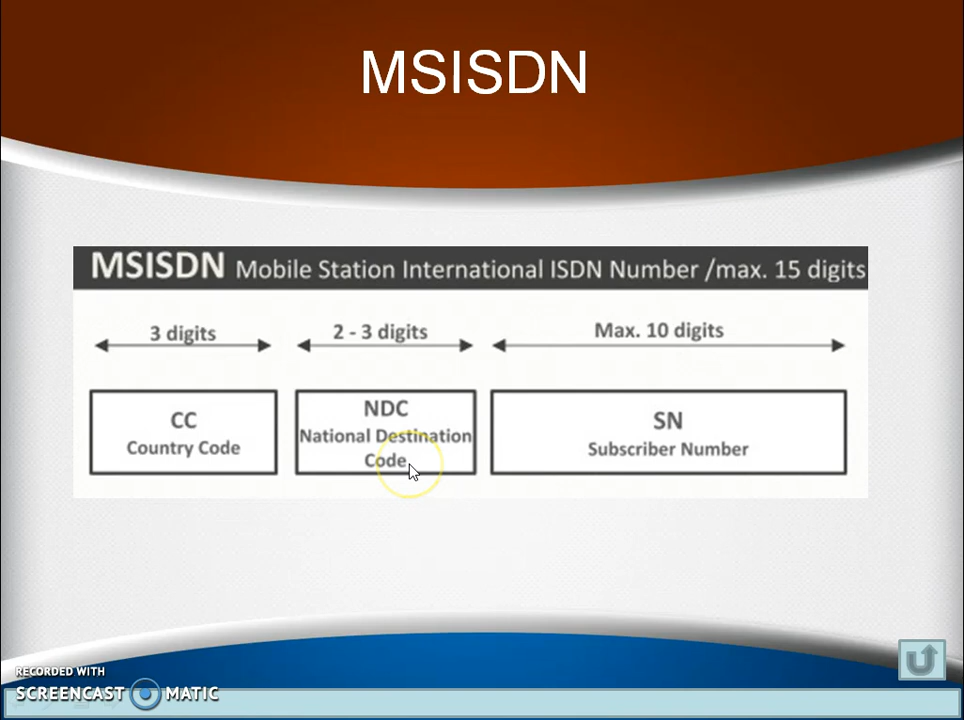 MSISDN
MSISDN Mobile Station International ISDN Number /max. 15 digits
3 digits
2 - 3 digits
Max. 10 digits
CC
Country Code
NDC
National Destination
Code
SN
Subscriber Number
RECORDED WITH
SCREENCAST MATIC